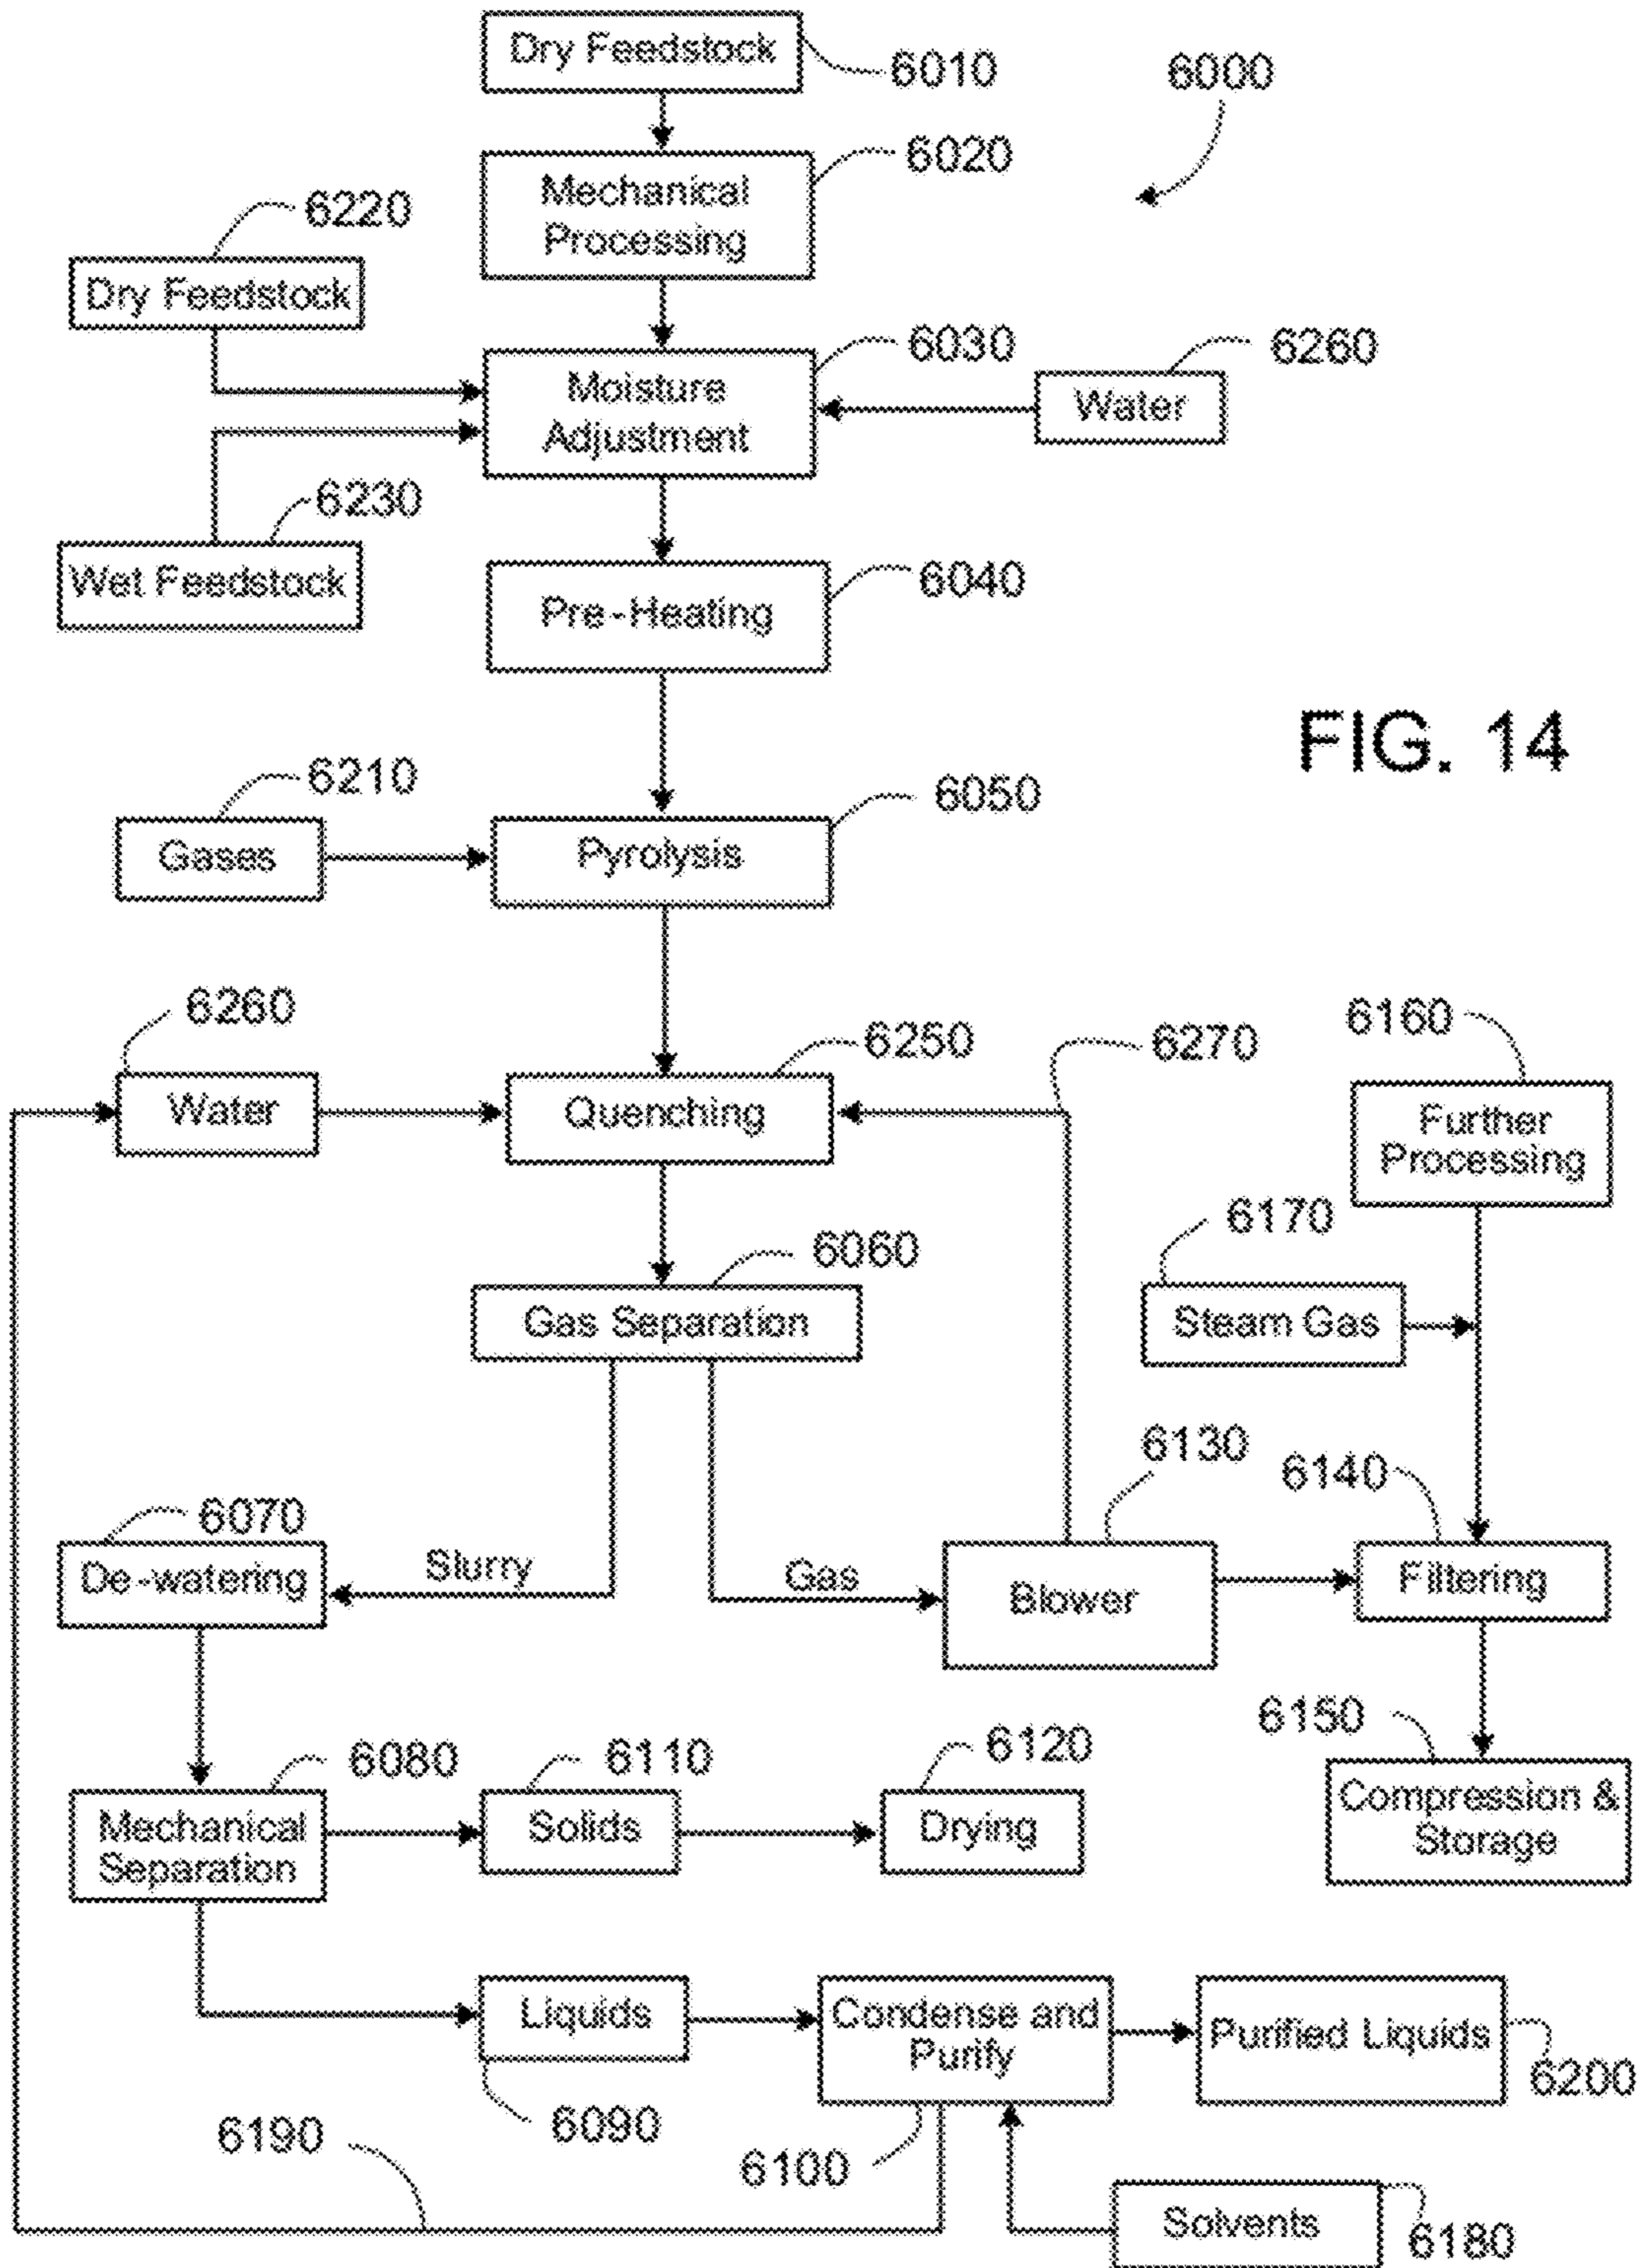 Dry Feedstock
6010
6000
Mechanical
Processing
6020
6220
Dry Feedstock
Moisture
Adjustment
6030
6260
Water
6230
Wet Feedstock
Pre-Heating
6040
FIG. 14
6210
Gases
Pyrolysis
6050
6260
Water
Quenching
6250
6270
6160
Further
Processing
6170
Steam Gas
6060
Gas Separation
6070
De-watering
Slurry
Gas
6130
Blower
6140
Filtering
6150
Compression &
Storage
6080
Mechanical
Separation
6110
Solids
6120
Drying
Liquids
6090
Condense and
Purify
6100
Purified Liquids
6200
6190
Solvents
6180